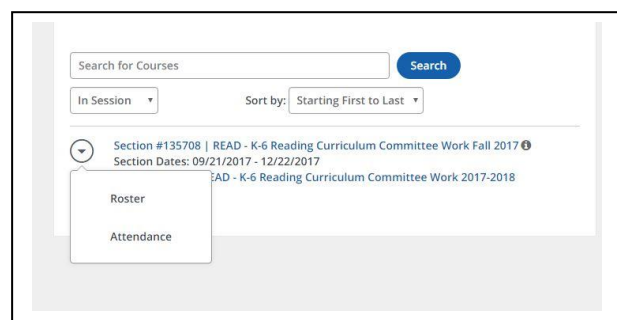 Search for Courses
Search
In Session
Sort by: Starting First to Last
Section #135708 | READ - K-6 Reading Curriculum Committee Work Fall 2017
Section Dates: 09/21/2017 - 12/22/2017
- K-6 Reading Curriculum Committee Work 2017-2018
Roster
Attendance